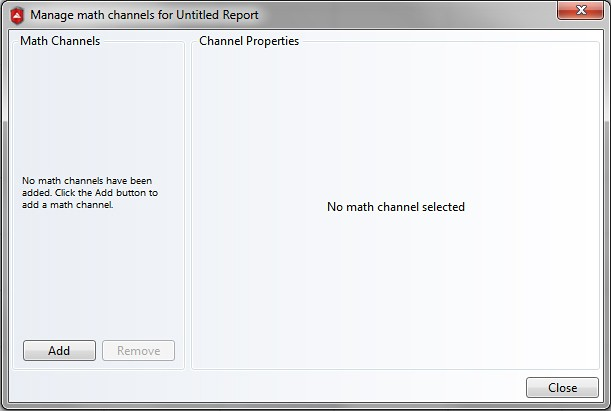 Manage math channels for Untitled Report
Math Channels
Channel Properties
No math channels have been
added. Click the Add button to
add a math channel.
No math channel selected
Add
Remove
Close